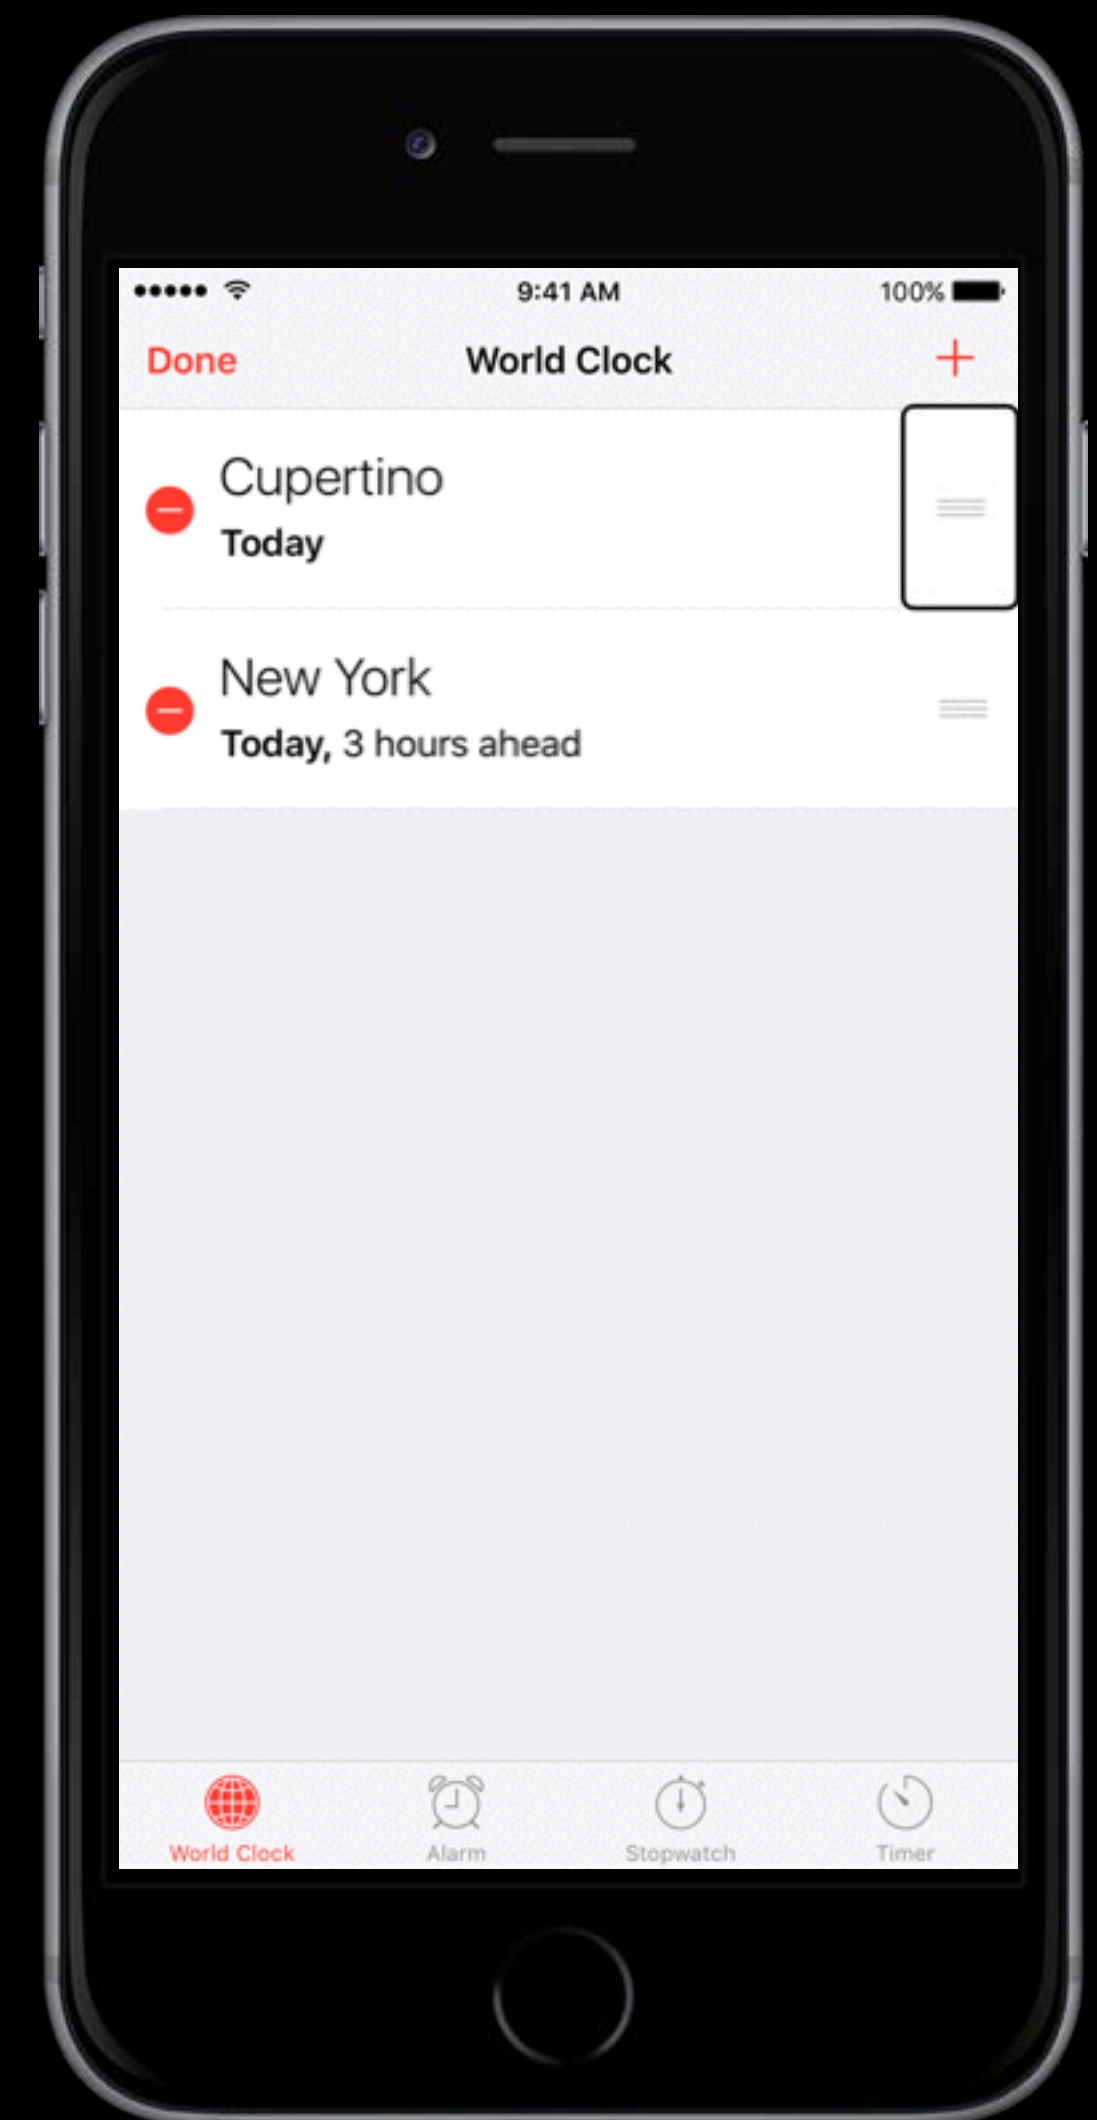 9:41 AM 100%
Done World Clock +
Cupertino
Today
New York
Today, 3 hours ahead
World Clock Alarm Stopwatch Timer